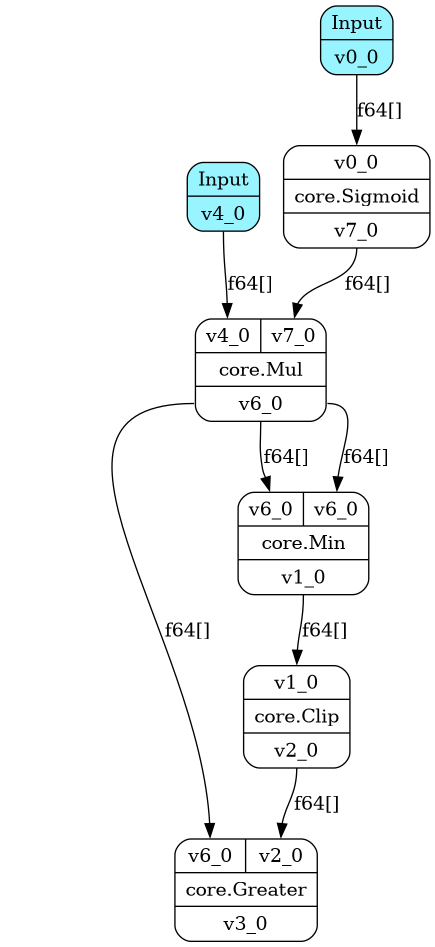 Input
v0_0
f64[]
Input
v4_0
v0_0
core.Sigmoid
v7_0
f64[]
f64[]
v4_0 v7_0
core.Mul
v6_0
f64[]
f64[]
v6_0 v6_0
core.Min
v1_0
f64[]
f64[]
v1_0
core.Clip
v2_0
f64[]
v6_0 v2_0
core.Greater
v3_0